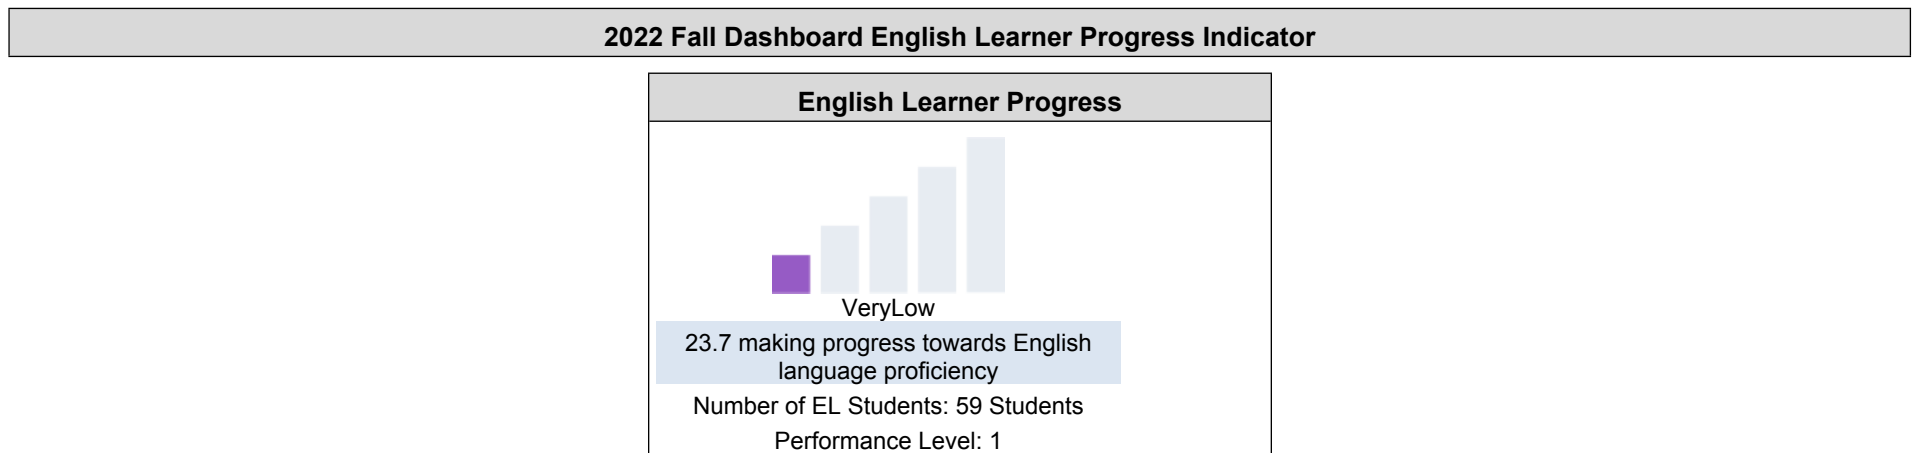 2022 Fall Dashboard English Learner Progress Indicator
English Learner Progress
VeryLow
23.7 making progress towards English
language proficiency
Number of EL Students: 59 Students
Performance Level: 1